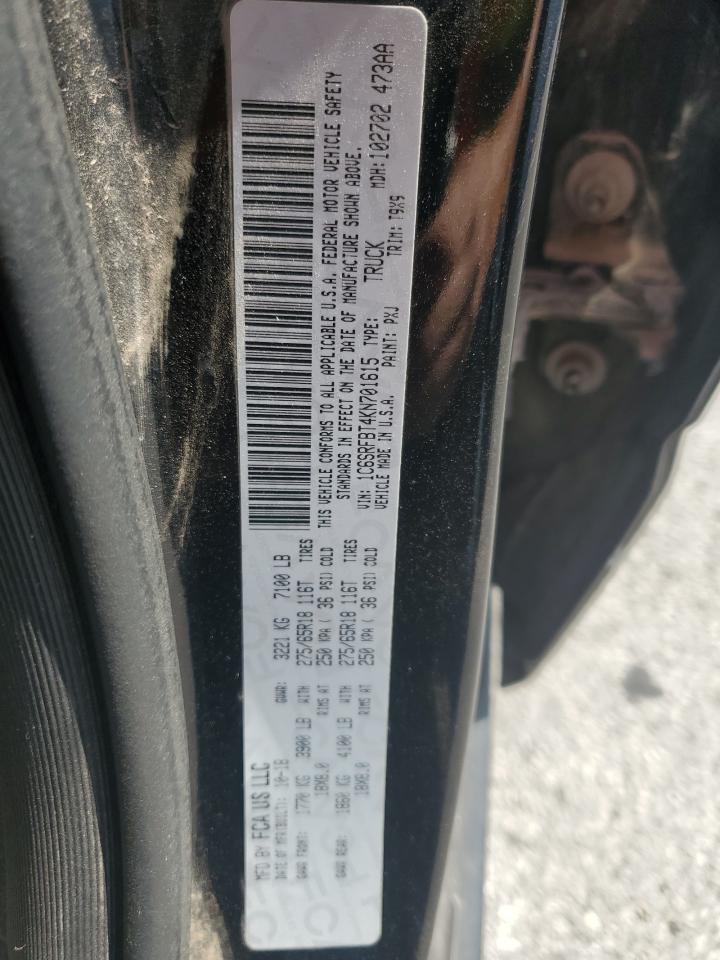 MFD BY FCA US LLC
DATE OF MFR(BUILT): 10-18 GVWR: 3221 KG 7100 LB
GAWR FRONT: 1770 KG 3900 LB WITH 275/65R18 116T TIRES
18X8.0 RIMS AT 250 KPA ( 36 PSI) COLD
GAWR REAR: 1860 KG 4100 LB WITH 275/65R18 116T TIRES
18X8.0 RIMS AT 250 KPA ( 36 PSI) COLD
THIS VEHICLE CONFORMS TO ALL APPLICABLE U.S.A. FEDERAL MOTOR VEHICLE SAFETY
STANDARDS IN EFFECT ON THE DATE OF MANUFACTURE SHOWN ABOVE.
VIN: 1C6SRFBT4KN701615 TYPE: TRUCK MDH:102702 473AA
VEHICLE MADE IN U.S.A. PAINT: PXJ TRIM: T9X9